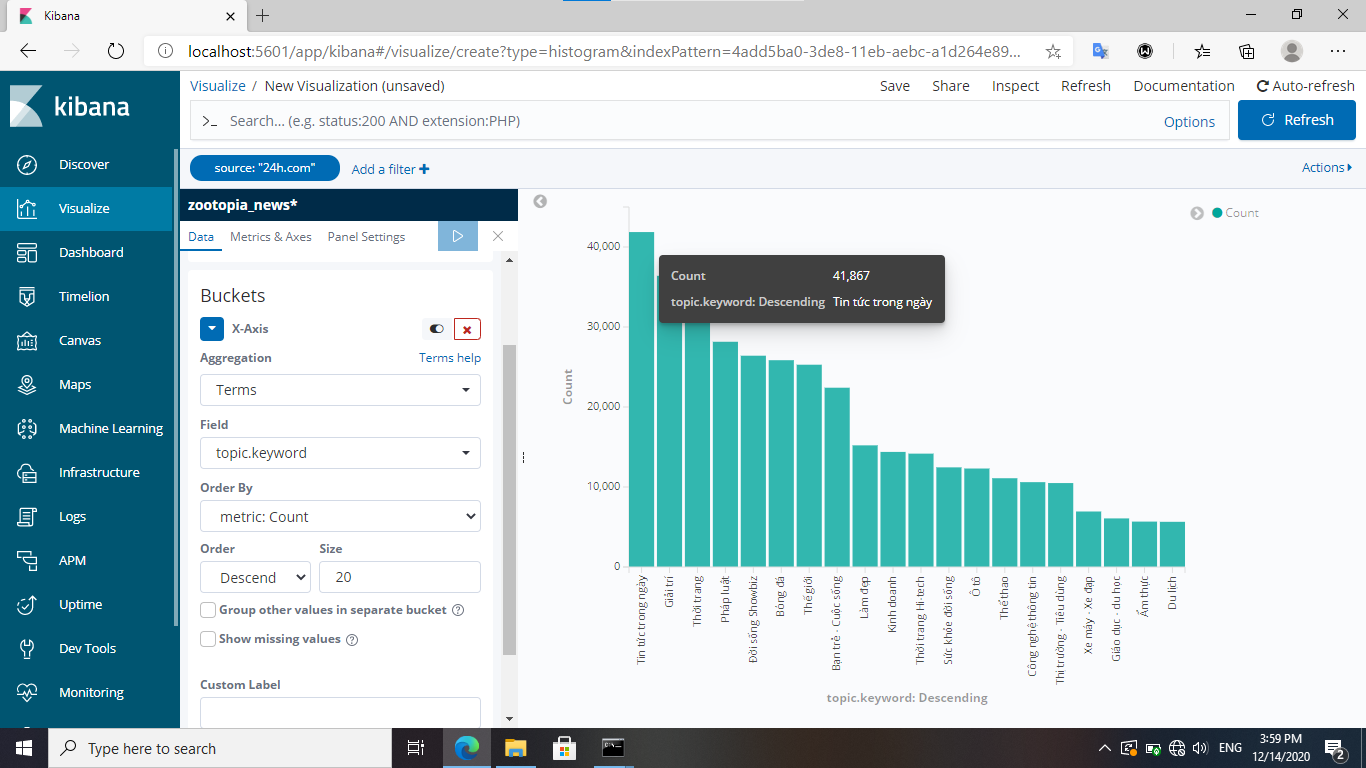 Kibana
localhost:5601/app/kibana#/visualize/create?type=histogram&indexPattern=4add5ba0-3de8-11eb-aebc-a1d264e89...
kibana
Discover
Visualize
Dashboard
Timelion
Canvas
Maps
Machine Learning
Infrastructure
Logs
APM
Uptime
Dev Tools
Monitoring
Visualize / New Visualization (unsaved)
Save Share Inspect Refresh Documentation Auto-refresh
>_ Search... (e.g. status:200 AND extension:PHP) Options Refresh
source: "24h.com" Add a filter + Actions
zootopia_news*
Data Metrics & Axes Panel Settings
Buckets
X-Axis
Aggregation Terms help
Terms
Field
topic.keyword
Order By
metric: Count
Order Size
Descend 20
Group other values in separate bucket
Show missing values
Custom Label
Count
Count 41,867
topic.keyword: Descending Tin tức trong ngày
Count
40,000
30,000
20,000
10,000
0
Tin tức trong ngày
Giải trí
Thời trang
Pháp luật
Đời sống Showbiz
Bóng đá
Thế giới
Bạn trẻ - Cuộc sống
Làm đẹp
Kinh doanh
Thời trang Hi-tech
Sức khỏe đời sống
Ô tô
Thể thao
Công nghệ thông tin
Thị trường - Tiêu dùng
Xe máy - Xe đạp
Giáo dục - du học
Ẩm thực
Du lịch
topic.keyword: Descending
Type here to search
ENG
3:59 PM
12/14/2020
2